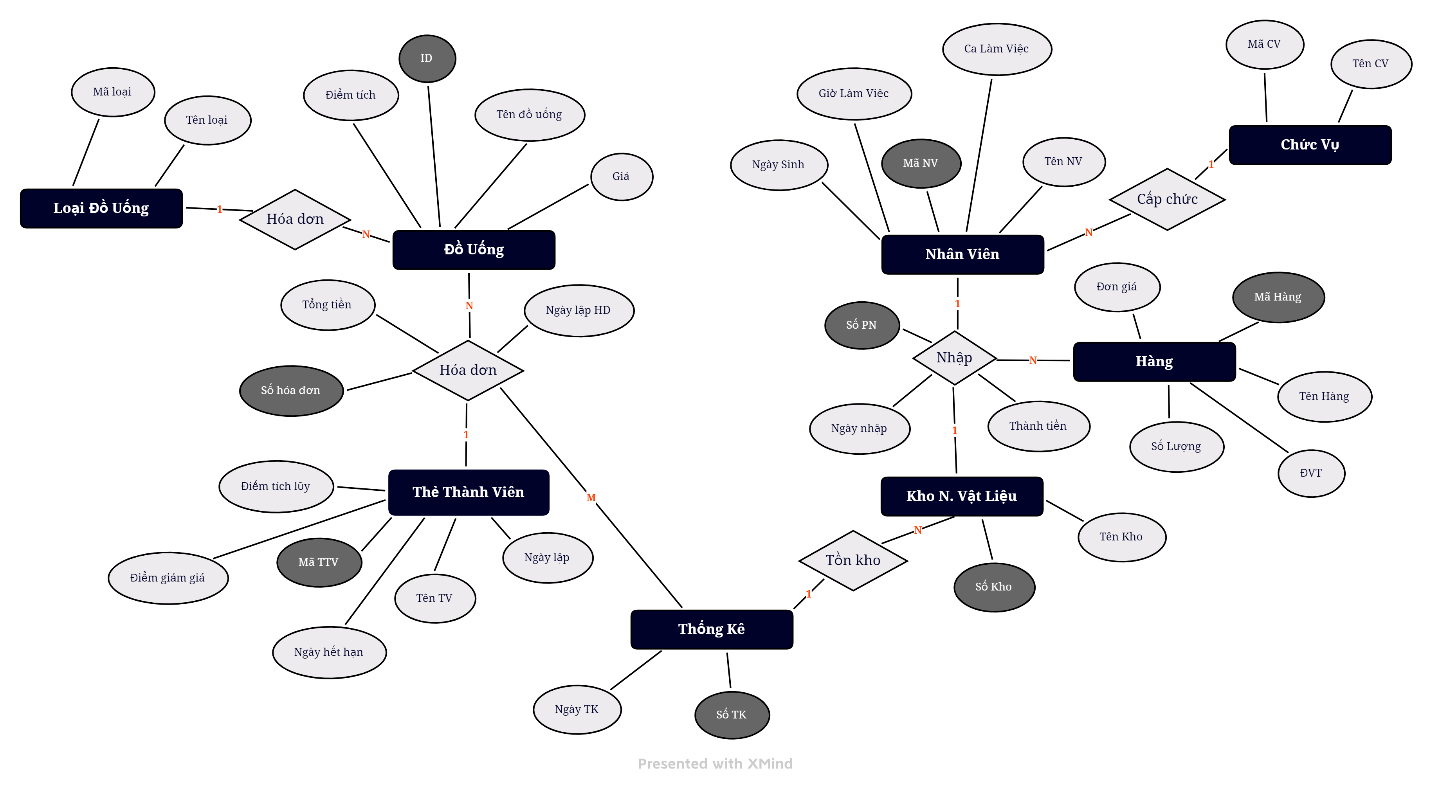 ID
Ca Làm Việc
Mã CV
Tên CV
Mã loại
Điểm tích
Giờ Làm Việc
Tên loại
Tên đồ uống
Chức Vụ
Ngày Sinh
Mã NV
Tên NV
1
Giá
Cấp chức
Loại Đồ Uống
1
Hóa dơn
N
Đồ Uống
N
Nhân Viên
Tổng tiền
N
Ngày lập HD
1
Đơn giá
Mã Hàng
Số PN
Hóa dơn
Nhập
N
Hàng
Số hóa đơn
Tên Hàng
1
Ngày nhập
1
Thành tiền
Số Lượng
ĐVT
Điểm tích lũy
Thẻ Thành Viên
M
Kho N. Vật Liệu
N
Tên Kho
Điểm giảm giá
Mã TTV
Ngày lập
Tồn kho
Số Kho
Tên TV
1
Thống Kê
Ngày hết hạn
Ngày TK
Số TK
Presented with XMind